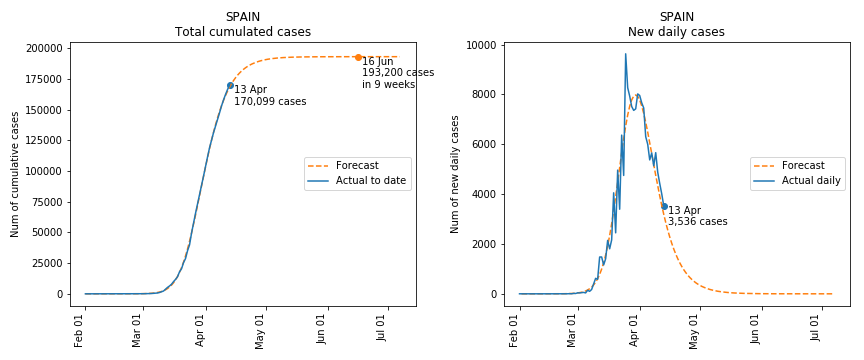 SPAIN
Total cumulated cases
Num of cumulative cases
200000
175000
150000
125000
100000
75000
50000
25000
0
Feb 01
Mar 01
Apr 01
May 01
Jun 01
Jul 01
13 Apr
170,099 cases
16 Jun
193,200 cases
in 9 weeks
Forecast
Actual to date
SPAIN
New daily cases
Num of new daily cases
10000
8000
6000
4000
2000
0
Feb 01
Mar 01
Apr 01
May 01
Jun 01
Jul 01
13 Apr
3,536 cases
Forecast
Actual daily